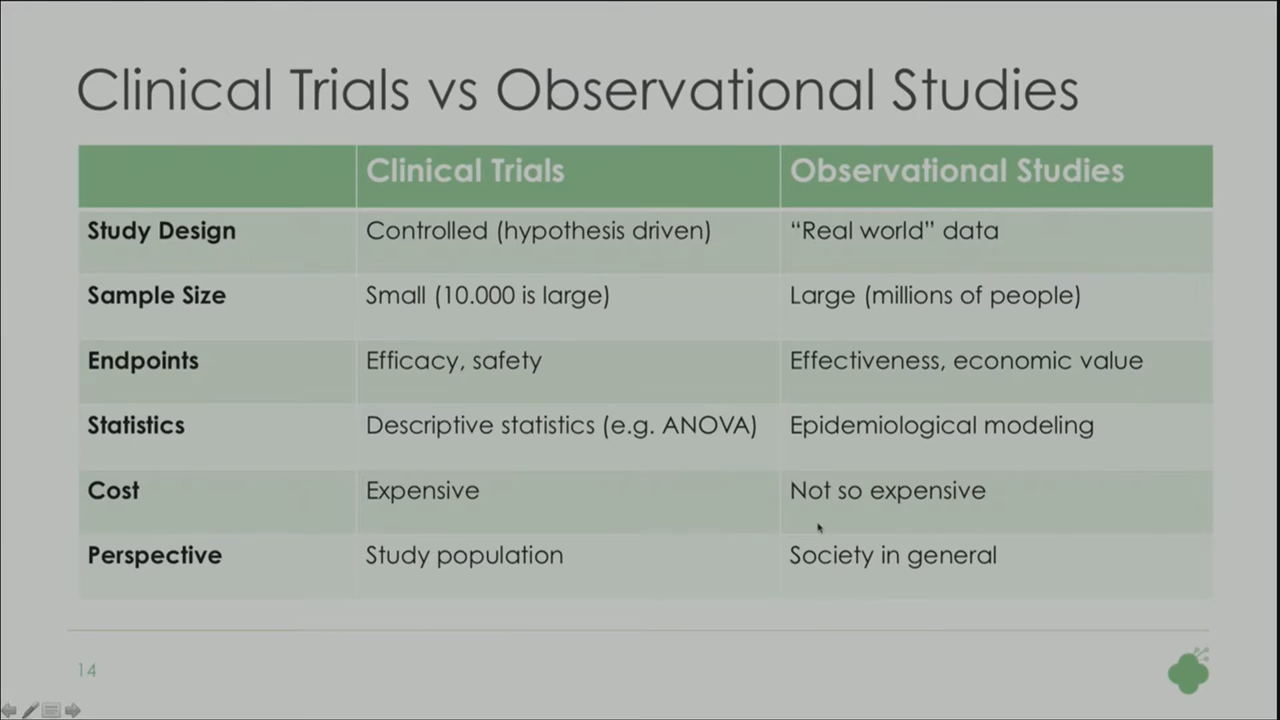 Clinical Trials vs Observational Studies
Clinical Trials
Observational Studies
Study Design
Controlled (hypothesis driven)
“Real world” data
Sample Size
Small (10.000 is large)
Large (millions of people)
Endpoints
Efficacy, safety
Effectiveness, economic value
Statistics
Descriptive statistics (e.g. ANOVA)
Epidemiological modeling
Cost
Expensive
Not so expensive
Perspective
Study population
Society in general
14